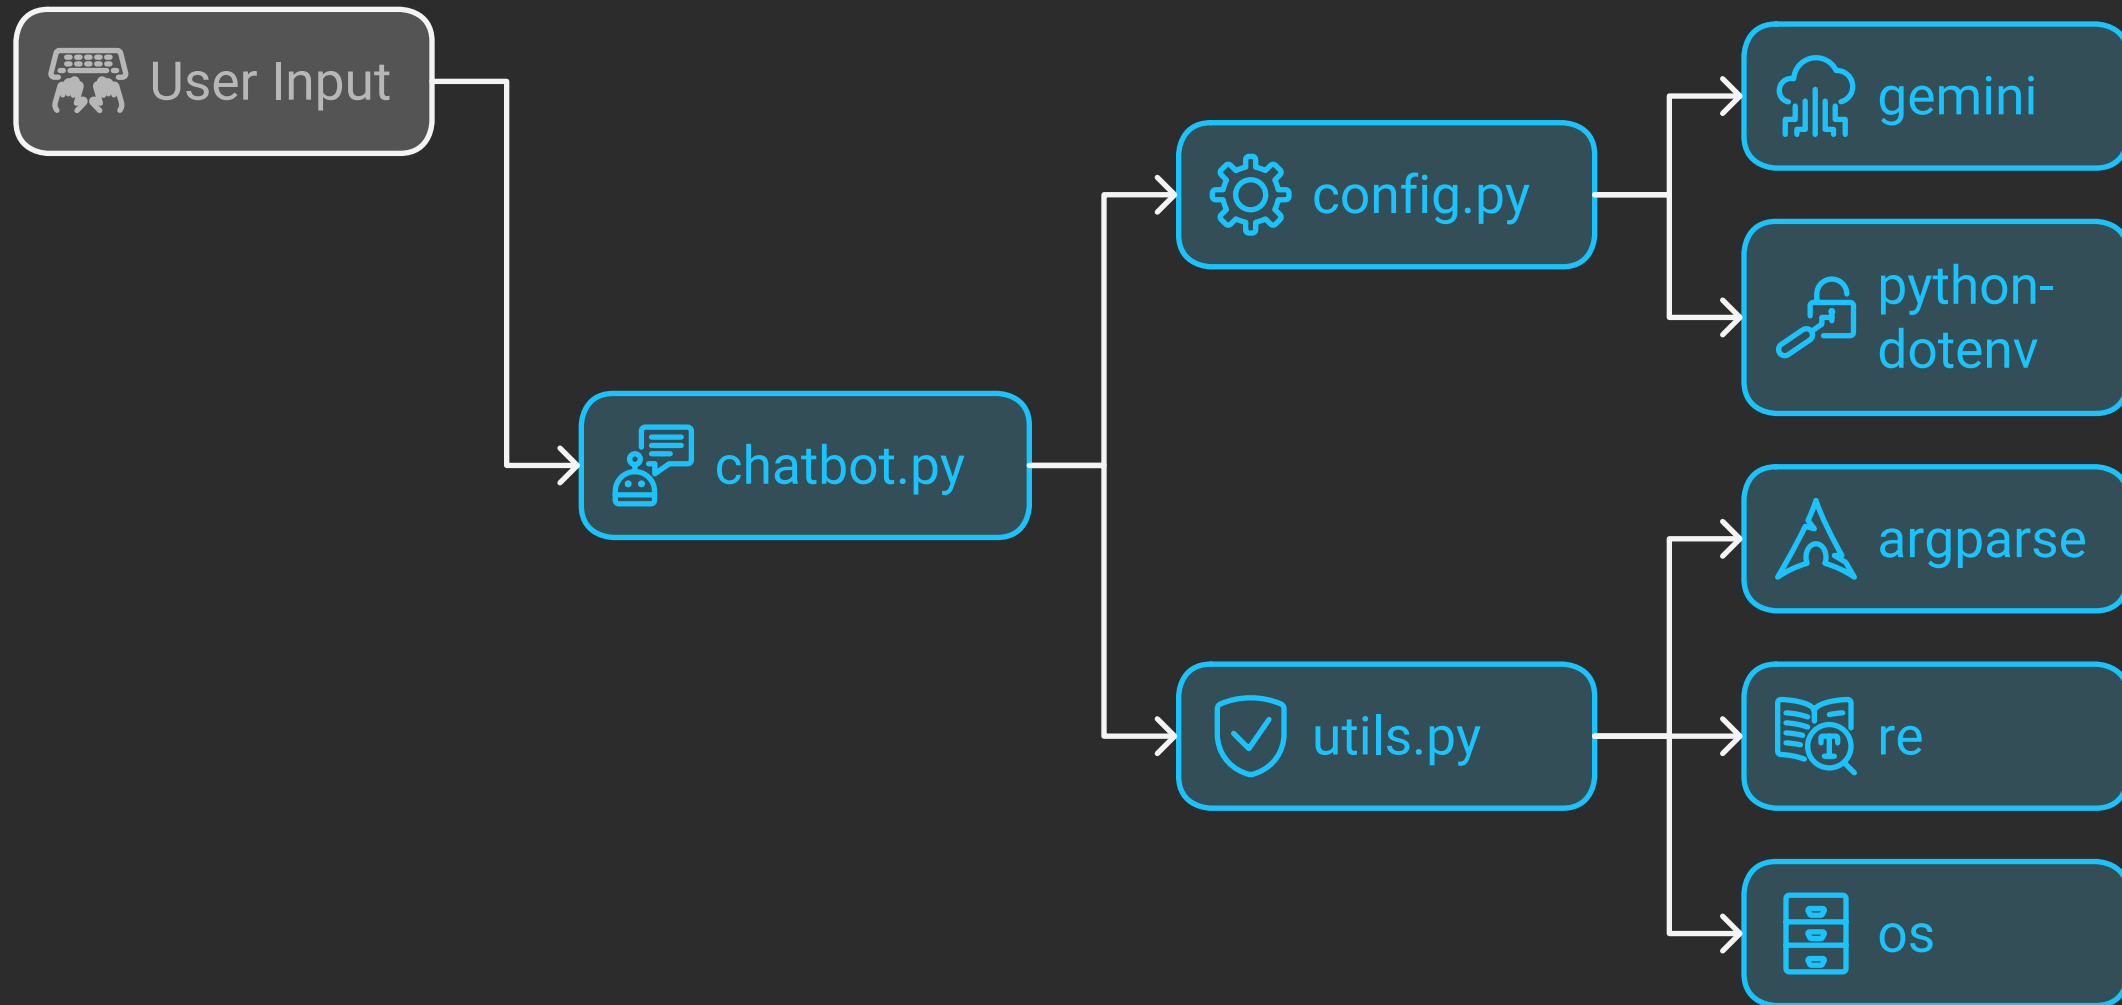 User Input
chatbot.py
config.py
utils.py
gemini
python-
dotenv
argparse
re
os